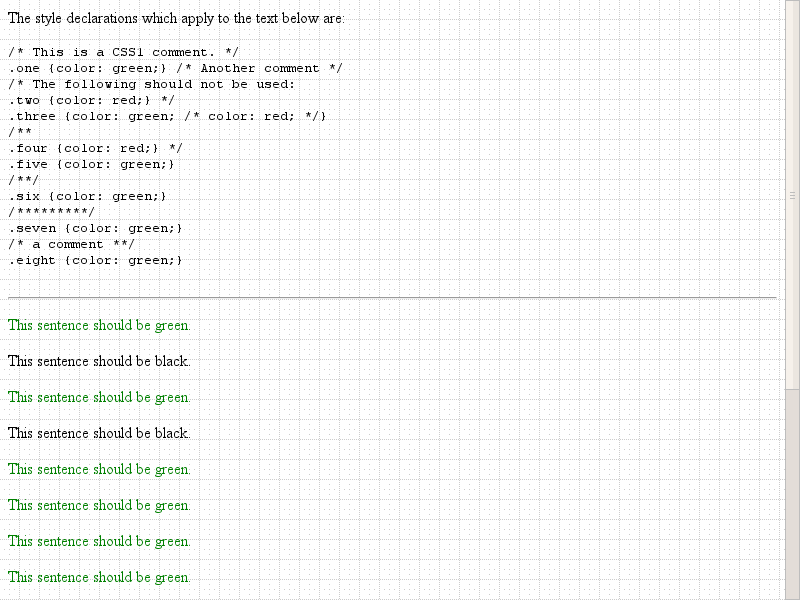 The style declarations which apply to the text below are:
/* This is a CSS1 comment. */
.one {color: green;} /* Another comment */
/* The following should not be used:
.two {color: red;} */
.three {color: green; /* color: red; */}
/**
.four {color: red;} */
.five {color: green;}
/**/
.six {color: green;}
/*********/
.seven {color: green;}
/* a comment **/
.eight {color: green;}
This sentence should be green.
This sentence should be black.
This sentence should be green.
This sentence should be black.
This sentence should be green.
This sentence should be green.
This sentence should be green.
This sentence should be green.